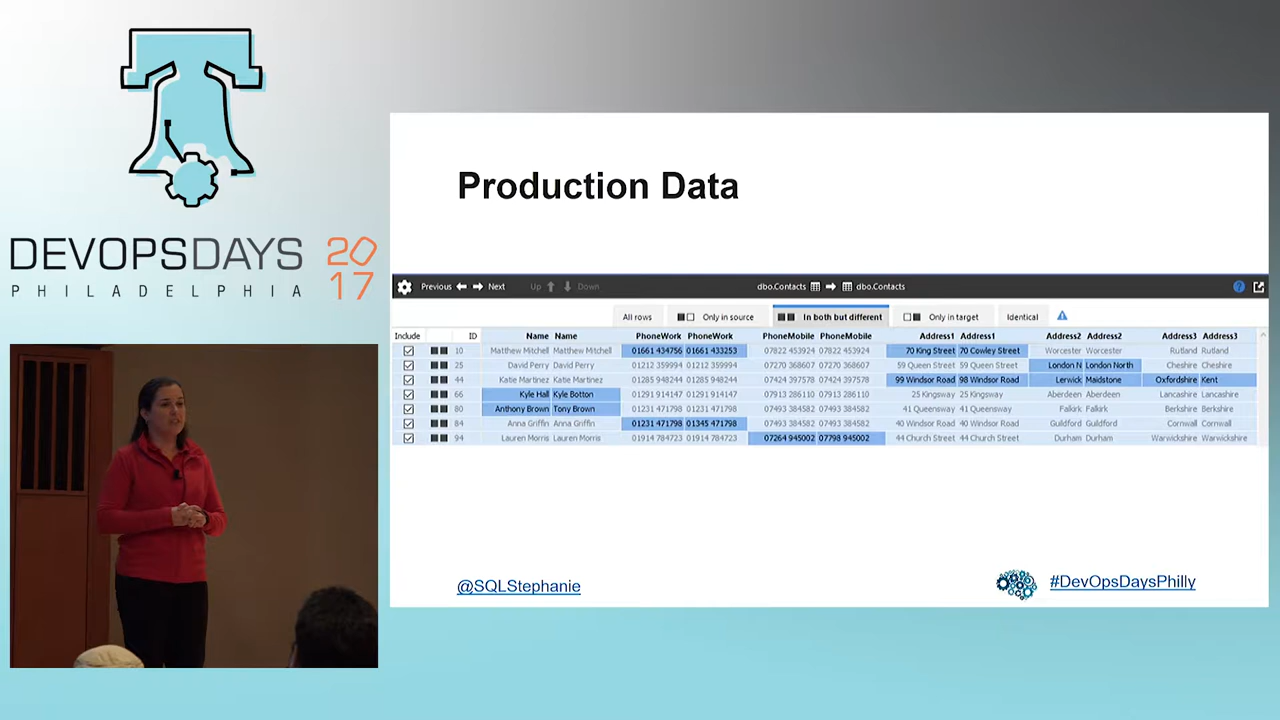 DEVOPSDAYS 2017
PHILADELPHIA
Production Data
Previous Next Up Down dbo.Contacts dbo.Contacts ?
All rows Only in source In both but different Only in target Identical
Include ID Name Name PhoneWork PhoneWork PhoneMobile PhoneMobile Address1 Address1 Address2 Address2 Address3 Address3
10 Matthew Mitchell Matthew Mitchell 01661 434756 01661 433253 07822 453924 07822 453924 70 King Street 70 Cowley Street Worcester Worcester Rutland Rutland
25 David Perry David Perry 01212 359994 01212 359994 07270 368607 07270 368607 59 Queen Street 59 Queen Street London N London North Cheshire Cheshire
44 Katie Martinez Katie Martinez 01285 948244 01285 948244 07424 397578 07424 397578 99 Windsor Road 98 Windsor Road Lerwick Maidstone Oxfordshire Kent
66 Kyle Hall Kyle Botton 01291 914147 01291 914147 07913 286110 07913 286110 25 Kingsway 25 Kingsway Aberdeen Aberdeen Lancashire Lancashire
80 Anthony Brown Tony Brown 01231 471798 01231 471798 07493 384582 07493 384582 41 Queensway 41 Queensway Falkirk Falkirk Berkshire Berkshire
84 Anna Griffin Anna Griffin 01231 471798 01345 471798 07493 384582 07493 384582 40 Windsor Road 40 Windsor Road Guildford Guildford Cornwall Cornwall
94 Lauren Morris Lauren Morris 01914 784723 01914 784723 07264 945002 07798 945002 44 Church Street 44 Church Street Durham Durham Warwickshire Warwickshire
@SQLStephanie #DevOpsDaysPhilly